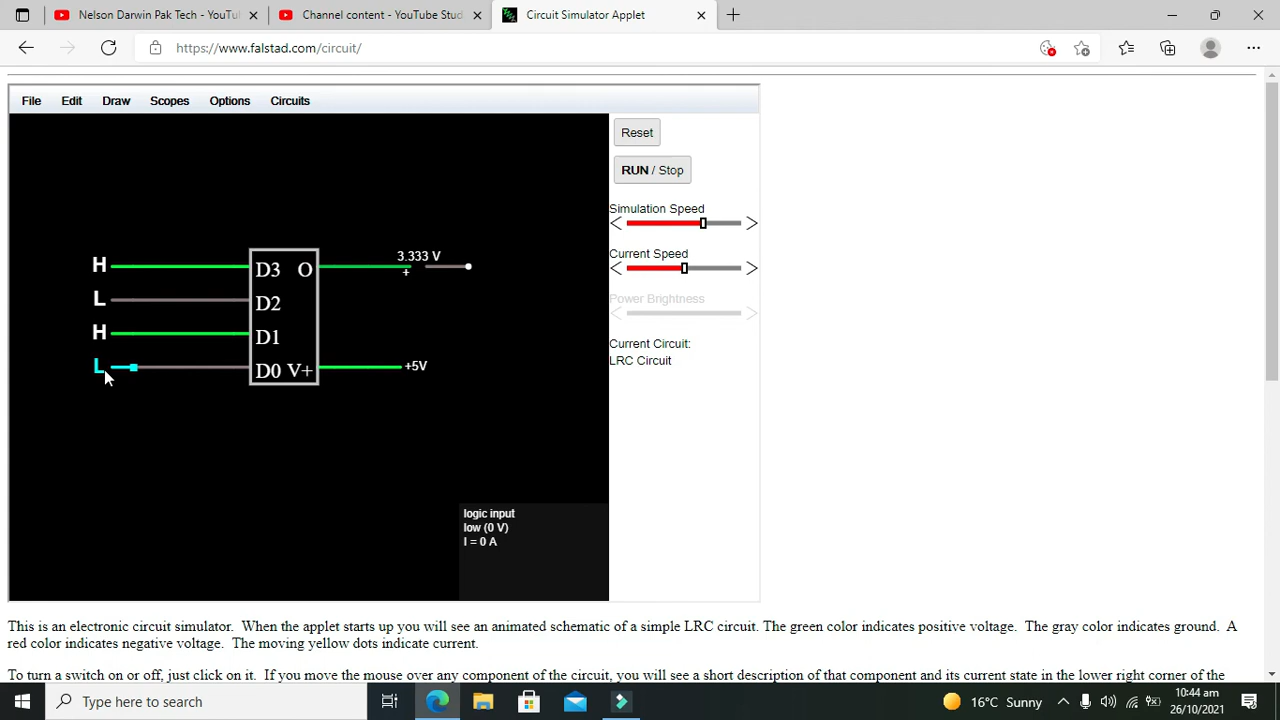 Nelson Darwin Pak Tech - YouTu
Channel content - YouTube Stud
Circuit Simulator Applet
https://www.falstad.com/circuit/
File Edit Draw Scopes Options Circuits
Reset
RUN / Stop
Simulation Speed
Current Speed
Power Brightness
Current Circuit:
LRC Circuit
H D3 O 3.333 V
+
L D2
H D1
L D0 V+ +5V
logic input
low (0 V)
I = 0 A
This is an electronic circuit simulator.  When the applet starts up you will see an animated schematic of a simple LRC circuit. The green color indicates positive voltage.  The gray color indicates ground.  A
red color indicates negative voltage.  The moving yellow dots indicate current.
To turn a switch on or off, just click on it.  If you move the mouse over any component of the circuit, you will see a short description of that component and its current state in the lower right corner of the
Type here to search
16°C Sunny
10:44 am
26/10/2021